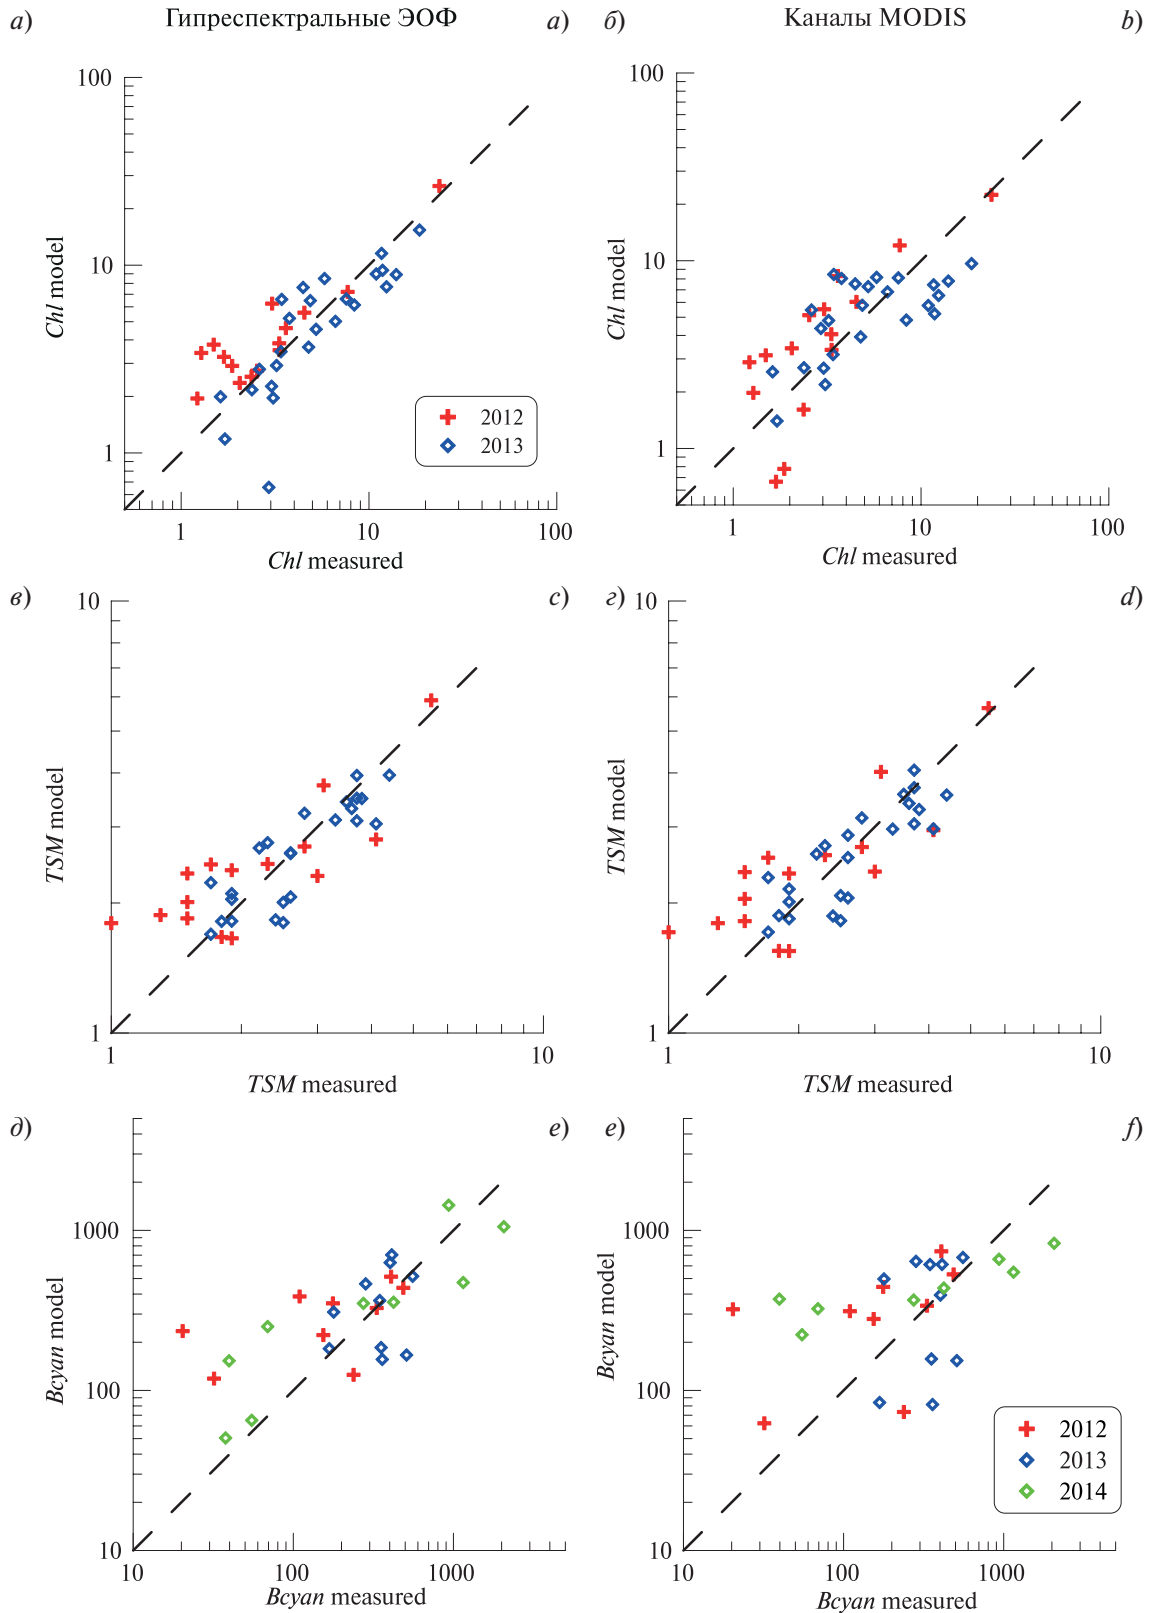 а) Гипреспектральные ЭОФ a) б) Каналы MODIS b)
100
10
1
Chl model
2012
2013
1 10 100
Chl measured
100
10
1
Chl model
1 10 100
Chl measured
в) c) г) d)
10
1
TSM model
1 10
TSM measured
10
1
TSM model
1 10
TSM measured
д) e) е) f)
1000
100
10
Bcyan model
10 100 1000
Bcyan measured
1000
100
10
Bcyan model
2012
2013
2014
10 100 1000
Bcyan measured